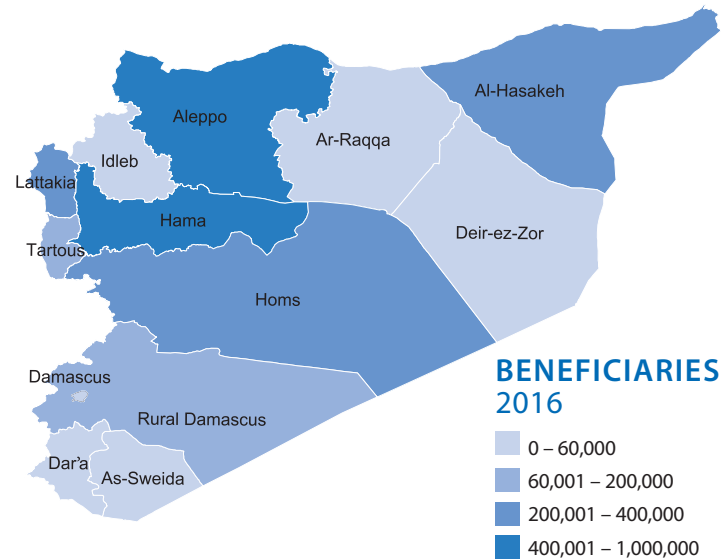 Al-Hasakeh
Aleppo
Ar-Raqqa
Idleb
Lattakia
Hama
Deir-ez-Zor
Tartous
Homs
Damascus
Rural Damascus
Dar’a
As-Sweida
BENEFICIARIES
2016
0 – 60,000
60,001 – 200,000
200,001 – 400,000
400,001 – 1,000,000